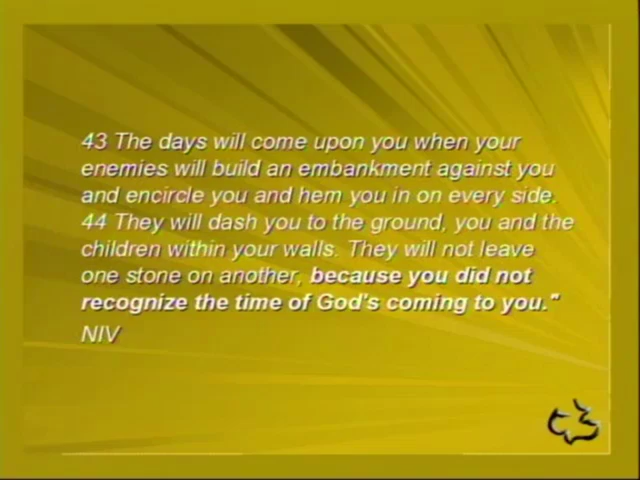 43 The days will come upon you when your
enemies will build an embankment against you
and encircle you and hem you in on every side.
44 They will dash you to the ground, you and the
children within your walls. They will not leave
one stone on another, because you did not
recognize the time of God's coming to you."
NIV